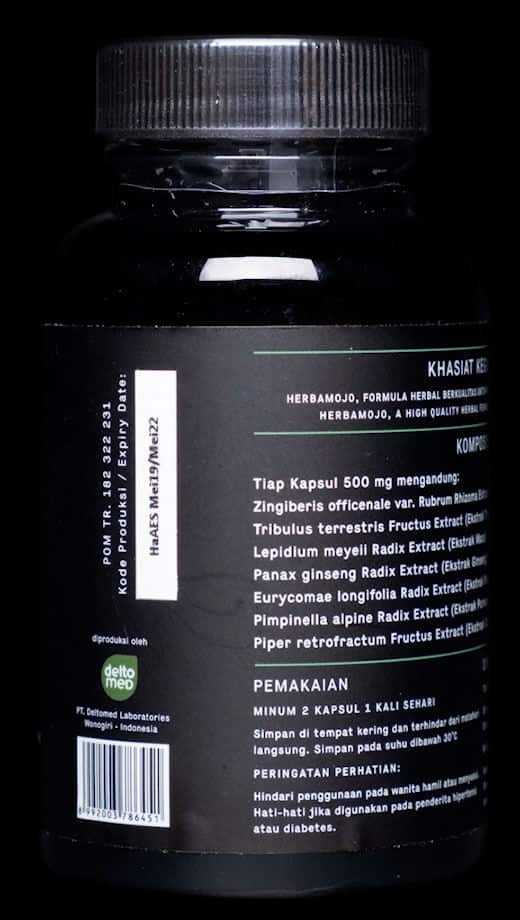 POM TR. 182 322 231
Kode Produksi / Expiry Date:
HaAES Mei19/Mei22
diproduksi oleh
delto
med
PT. Deltomed Laboratories
Wonogiri - Indonesia
8 992003 786451
KHASIAT
HERBAMOJO, FORMULA HERBAL BERKUALITAS
HERBAMOJO, A HIGH QUALITY HERBAL
Tiap Kapsul 500 mg mengandung:
Zingiberis officenale var. Rubrum Rhizoma
Tribulus terrestris Fructus Extract (Ekstrak
Lepidium meyeii Radix Extract (Ekstrak Maca
Panax ginseng Radix Extract (Ekstrak
Eurycomae longifolia Radix Extract (Ekstrak
Pimpinella alpine Radix Extract (Ekstrak
Piper retrofractum Fructus Extract (Ekstrak
PEMAKAIAN
MINUM 2 KAPSUL 1 KALI SEHARI
Simpan di tempat kering dan terhindar dari
langsung. Simpan pada suhu dibawah 30°C
PERINGATAN PERHATIAN:
Hindari penggunaan pada wanita hamil atau
Hati-hati jika digunakan pada penderita
atau diabetes.